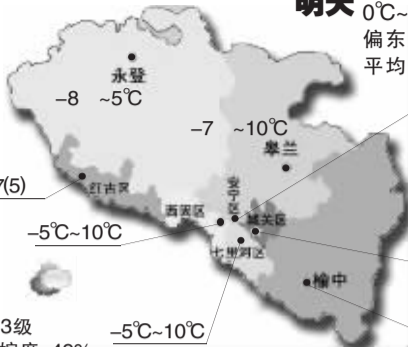 明天 0℃~
偏东
平均
永登
-8 ~5℃
-7 ~10℃
皋兰
7(5)
红古区
西固区
安宁区
城关区
-5℃~10℃
七里河区
榆中
3级
-5℃~10℃